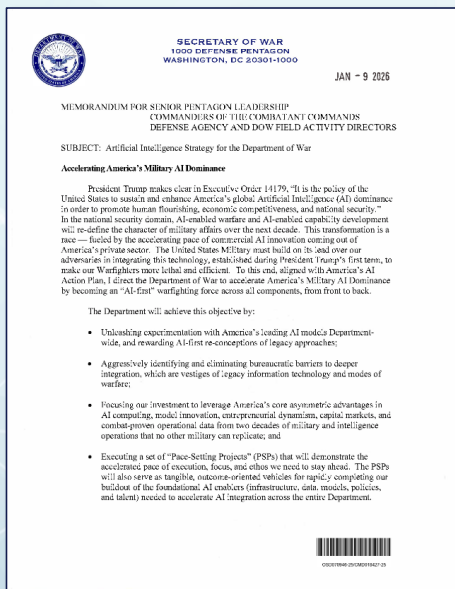 SECRETARY OF WAR
1000 DEFENSE PENTAGON
WASHINGTON, DC 20301-1000
JAN - 9 2026
MEMORANDUM FOR SENIOR PENTAGON LEADERSHIP
COMMANDERS OF THE COMBATANT COMMANDS
DEFENSE AGENCY AND DOW FIELD ACTIVITY DIRECTORS
SUBJECT: Artificial Intelligence Strategy for the Department of War
Accelerating America's Military AI Dominance
President Trump makes clear in Executive Order 14179, "It is the policy of the
United States to sustain and enhance America's global Artificial Intelligence (AI) dominance
in order to promote human flourishing, economic competitiveness, and national security."
In the national security domain, AI-enabled warfare and AI-enabled capability development
will re-define the character of military affairs over the next decade. This transformation is a
race — fueled by the accelerating pace of commercial AI innovation coming out of
America's private sector. The United States Military must build on its lead over our
adversaries in integrating this technology, established during President Trump's first term, to
make our Warfighters more lethal and efficient. To this end, aligned with America's AI
Action Plan, I direct the Department of War to accelerate America's Military AI Dominance
by becoming an "AI-first" warfighting force across all components, from front to back.
The Department will achieve this objective by:
• Unleashing experimentation with America's leading AI models Department-
wide, and rewarding AI-first re-conceptions of legacy approaches;
• Aggressively identifying and eliminating bureaucratic barriers to deeper
integration, which are vestiges of legacy information technology and modes of
warfare;
• Focusing our investment to leverage America's core asymmetric advantages in
AI computing, model innovation, entrepreneurial dynamism, capital markets, and
combat-proven operational data from two decades of military and intelligence
operations that no other military can replicate; and
• Executing a set of "Pace-Setting Projects" (PSPs) that will demonstrate the
accelerated pace of execution, focus, and ethos we need to stay ahead. The PSPs
will also serve as tangible, outcome-oriented vehicles for rapidly completing our
buildout of the foundational AI enablers (infrastructure, data, models, policies,
and talent) needed to accelerate AI integration across the entire Department.